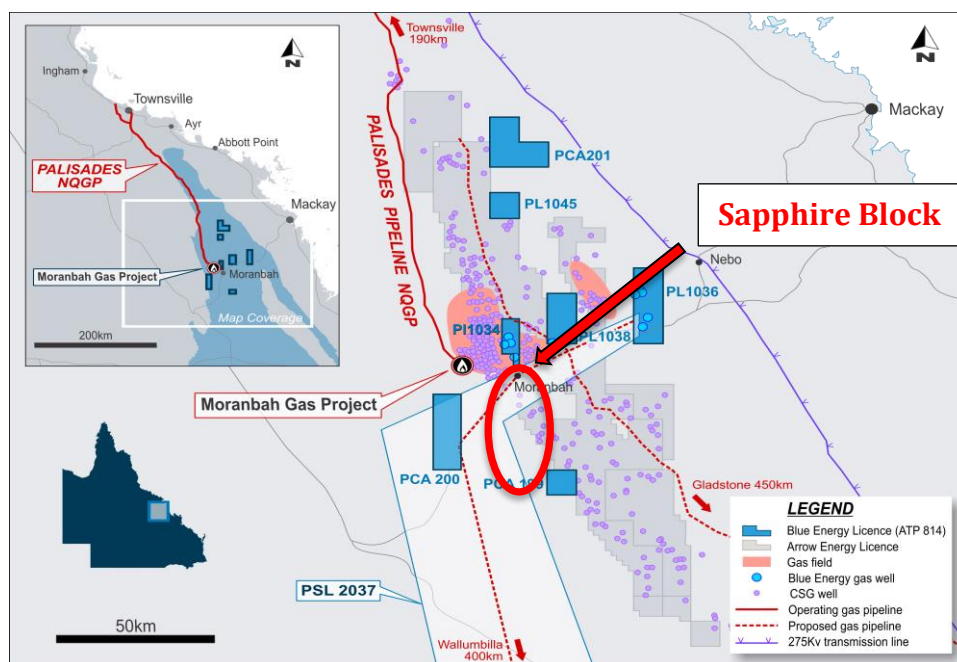 N
Ingham
Townsville
Ayr
Abbott Point
PALISADES
NQGP
Mackay
Moranbah Gas Project
Moranbah
Map Coverage
200km
Townsville
190km
N
Mackay
PCA201
PALISADES PIPELINE NQGP
PL1045
Sapphire Block
Nebo
PL1036
PI1034
PL1038
Moranbah
Moranbah Gas Project
PCA 200
PCA 199
Gladstone 450km
PSL 2037
50km
Wallumbilla
400km
LEGEND
Blue Energy Licence (ATP 814)
Arrow Energy Licence
Gas field
Blue Energy gas well
CSG well
Operating gas pipeline
Proposed gas pipeline
275Kv transmission line